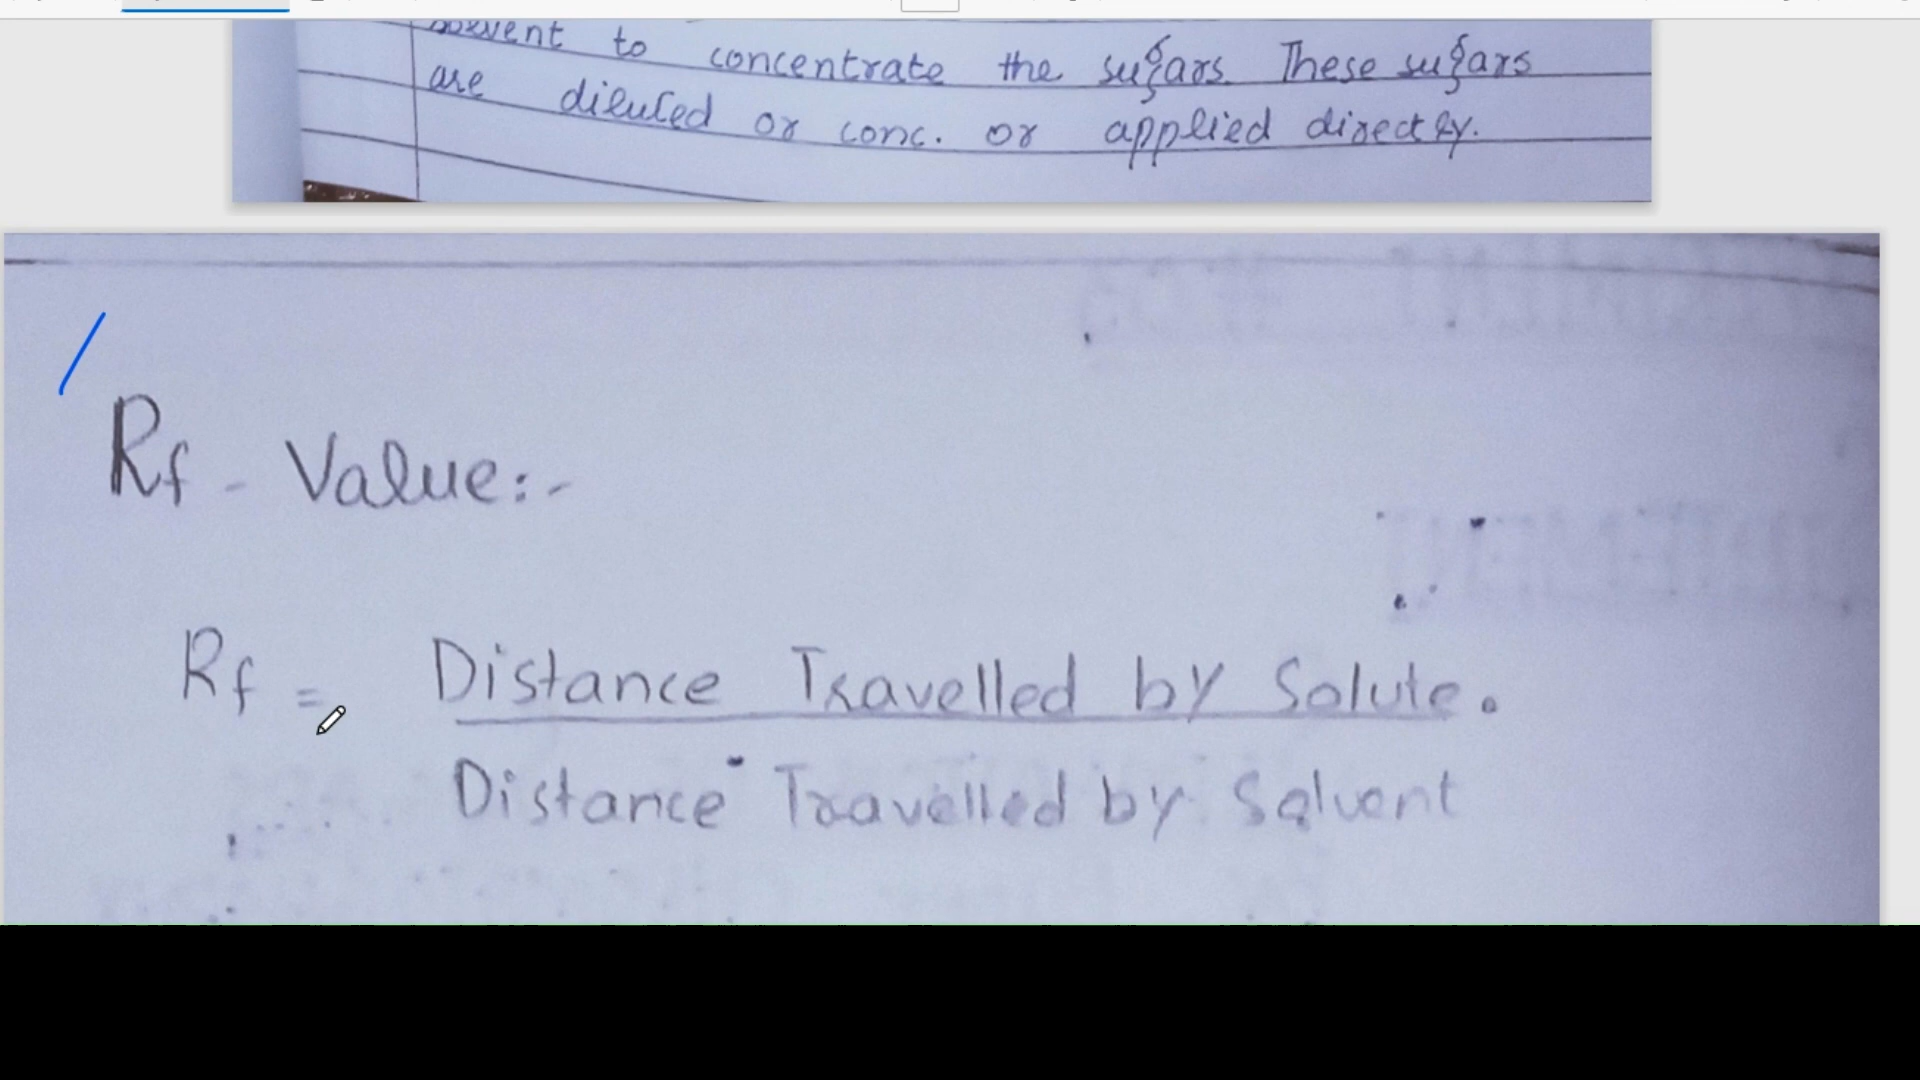 solvent to concentrate the sugars. These sugars
are diluted or conc. or applied directly.
Rf - Value:-
Rf = Distance Travelled by Solute.
Distance Travelled by Solvent